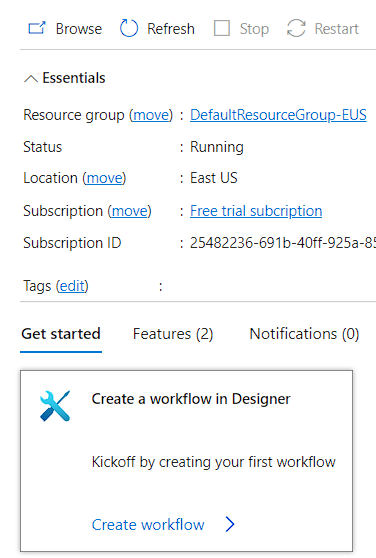 Browse Refresh Stop Restart
Essentials
Resource group (move) : DefaultResourceGroup-EUS
Status : Running
Location (move) : East US
Subscription (move) : Free trial subcription
Subscription ID : 25482236-691b-40ff-925a-85
Tags (edit) :
Get started Features (2) Notifications (0)
Create a workflow in Designer
Kickoff by creating your first workflow
Create workflow